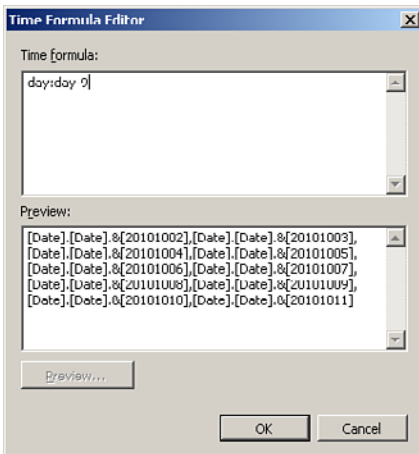 Time Formula Editor
Time formula:
day:day-9
Preview:
[Date].[Date].&[20101002],[Date].[Date].&[20101003],
[Date].[Date].&[20101004],[Date].[Date].&[20101005],
[Date].[Date].&[20101006],[Date].[Date].&[20101007],
[Date].[Date].&[20101008],[Date].[Date].&[20101009],
[Date].[Date].&[20101010],[Date].[Date].&[20101011]
Preview...
OK
Cancel